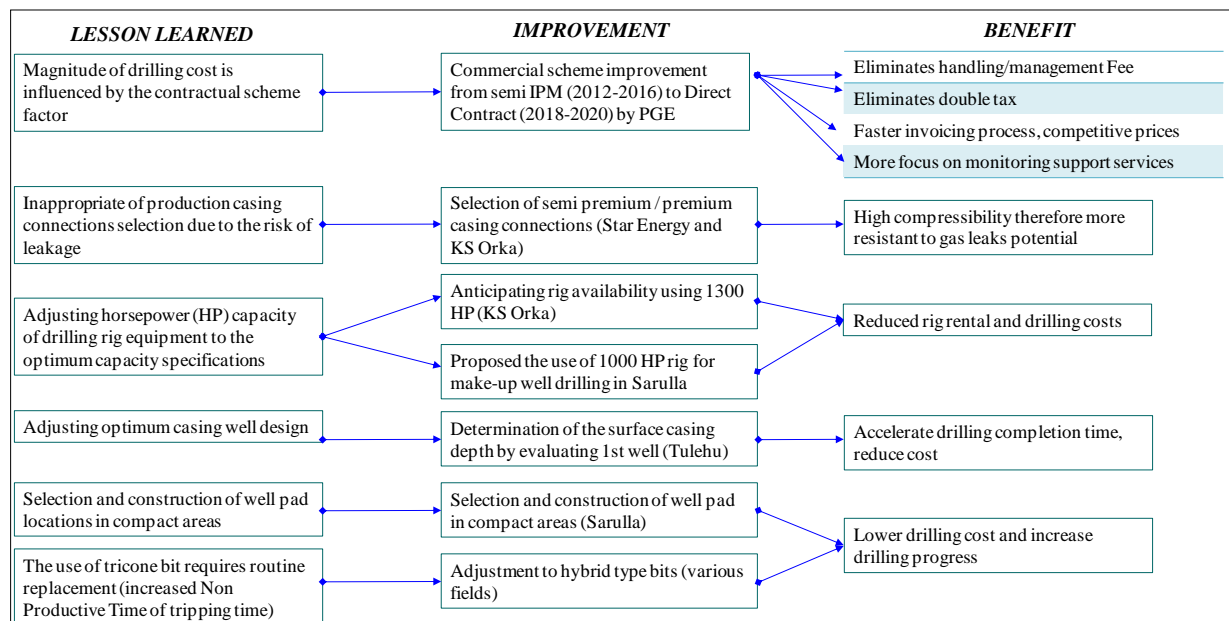 LESSON LEARNED
IMPROVEMENT
BENEFIT
Magnitude of drilling cost is
influenced by the contractual scheme
factor
Commercial scheme improvement
from semi IPM (2012-2016) to Direct
Contract (2018-2020) by PGE
Eliminates handling/management Fee
Eliminates double tax
Faster invoicing process, competitive prices
More focus on monitoring support services
Inappropriate of production casing
connections selection due to the risk of
leakage
Selection of semi premium / premium
casing connections (Star Energy and
KS Orka)
High compressibility therefore more
resistant to gas leaks potential
Adjusting horsepower (HP) capacity
of drilling rig equipment to the
optimum capacity specifications
Anticipating rig availability using 1300
HP (KS Orka)
Proposed the use of 1000 HP rig for
make-up well drilling in Sarulla
Reduced rig rental and drilling costs
Adjusting optimum casing well design
Determination of the surface casing
depth by evaluating 1st well (Tulehu)
Accelerate drilling completion time,
reduce cost
Selection and construction of well pad
locations in compact areas
Selection and construction of well pad
in compact areas (Sarulla)
Lower drilling cost and increase
drilling progress
The use of tricone bit requires routine
replacement (increased Non
Productive Time of tripping time)
Adjustment to hybrid type bits (various
fields)